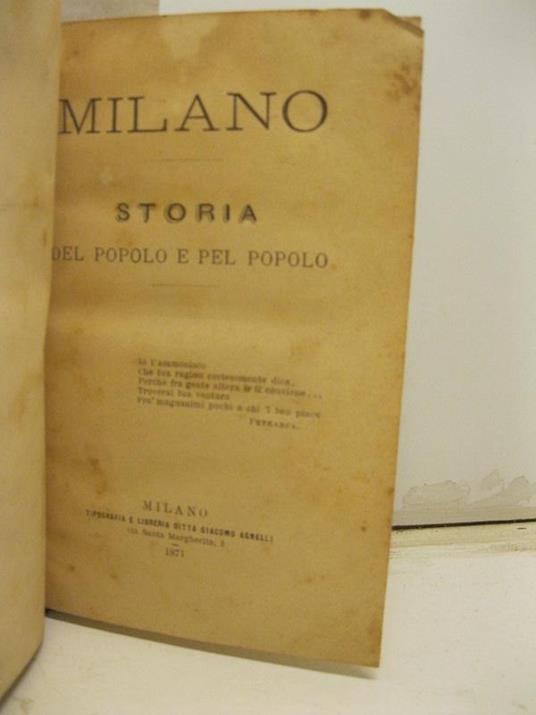 MILANO
STORIA
DEL POPOLO E PEL POPOLO
Io t'ammonisco
Che tua ragion cortesemente dica,
Perchè fra gente altera ir ti conviene...
Troverai tua ventura
Fra' magnanimi pochi a chi 'l ben piace
PETRARCA.
MILANO
TIPOGRAFIA E LIBRERIA DITTA GIACOMO AGNELLI
via Santa Margherita, 2
1871